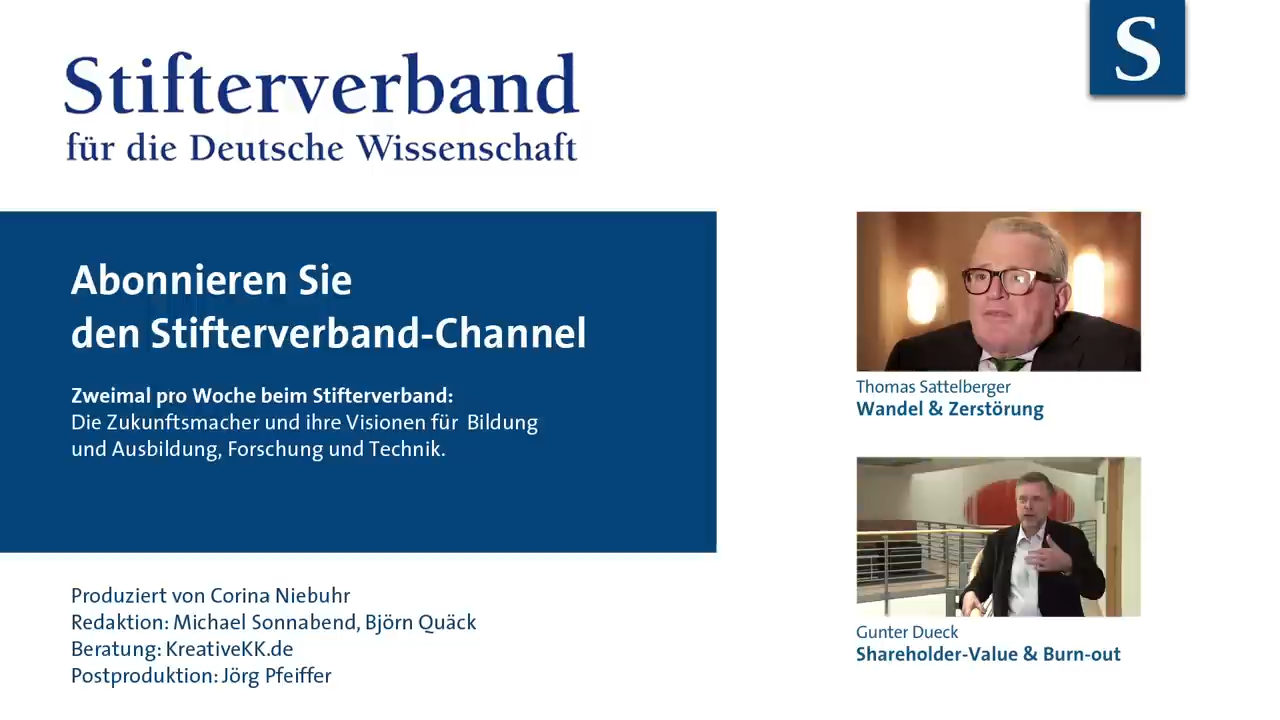 Stifterverband
für die Deutsche Wissenschaft
S
Abonnieren Sie
den Stifterverband-Channel
Zweimal pro Woche beim Stifterverband:
Die Zukunftsmacher und ihre Visionen für Bildung
und Ausbildung, Forschung und Technik.
Thomas Sattelberger
Wandel & Zerstörung
Gunter Dueck
Shareholder-Value & Burn-out
Produziert von Corina Niebuhr
Redaktion: Michael Sonnabend, Björn Quäck
Beratung: KreativeKK.de
Postproduktion: Jörg Pfeiffer